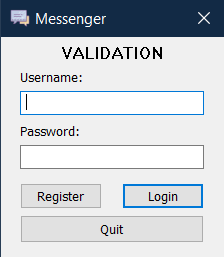 Messenger
VALIDATION
Username:
Password:
Register Login
Quit